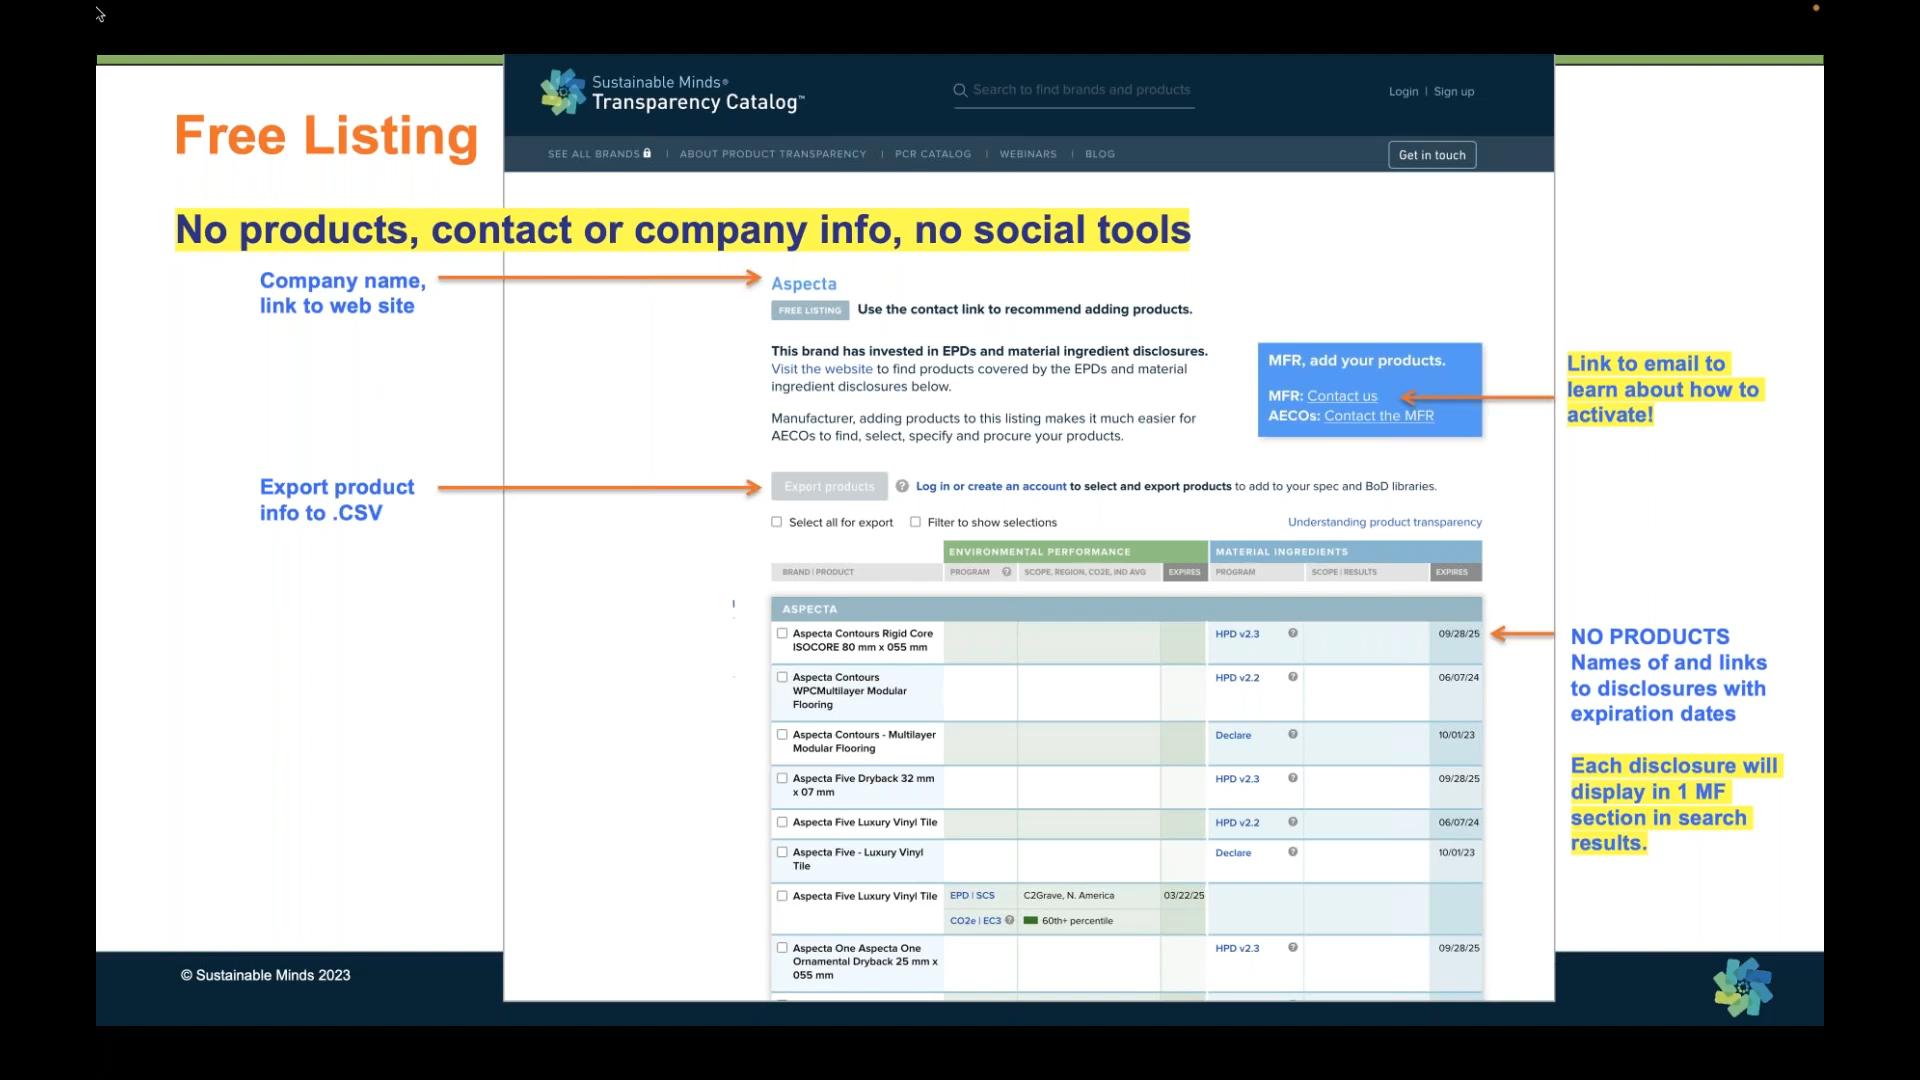 Sustainable Minds®
Transparency Catalog™
Search to find brands and products
Login | Sign up
SEE ALL BRANDS | ABOUT PRODUCT TRANSPARENCY | PCR CATALOG | WEBINARS | BLOG
Get in touch
Free Listing
No products, contact or company info, no social tools
Company name,
link to web site
Aspecta
FREE LISTING Use the contact link to recommend adding products.
This brand has invested in EPDs and material ingredient disclosures.
Visit the website to find products covered by the EPDs and material
ingredient disclosures below.
Manufacturer, adding products to this listing makes it much easier for
AECOs to find, select, specify and procure your products.
MFR, add your products.
MFR: Contact us
AECOs: Contact the MFR
Link to email to
learn about how to
activate!
Export product
info to .CSV
Export products ? Log in or create an account to select and export products to add to your spec and BoD libraries.
Select all for export Filter to show selections Understanding product transparency
ENVIRONMENTAL PERFORMANCE MATERIAL INGREDIENTS
BRAND | PRODUCT PROGRAM ? SCOPE, REGION, CO2E, IND AVG EXPIRES PROGRAM SCOPE | RESULTS EXPIRES
ASPECTA
Aspecta Contours Rigid Core HPD v2.3 ? 09/28/25
ISOCORE 80 mm x 055 mm
Aspecta Contours HPD v2.2 ? 06/07/24
WPCMultilayer Modular
Flooring
Aspecta Contours - Multilayer Declare ? 10/01/23
Modular Flooring
Aspecta Five Dryback 32 mm HPD v2.3 ? 09/28/25
x 07 mm
Aspecta Five Luxury Vinyl Tile HPD v2.2 ? 06/07/24
Aspecta Five - Luxury Vinyl Declare ? 10/01/23
Tile
Aspecta Five Luxury Vinyl Tile EPD | SCS C2Grave, N. America 03/22/25
CO2e | EC3 ? 60th+ percentile
Aspecta One Aspecta One HPD v2.3 ? 09/28/25
Ornamental Dryback 25 mm x
055 mm
NO PRODUCTS
Names of and links
to disclosures with
expiration dates
Each disclosure will
display in 1 MF
section in search
results.
© Sustainable Minds 2023